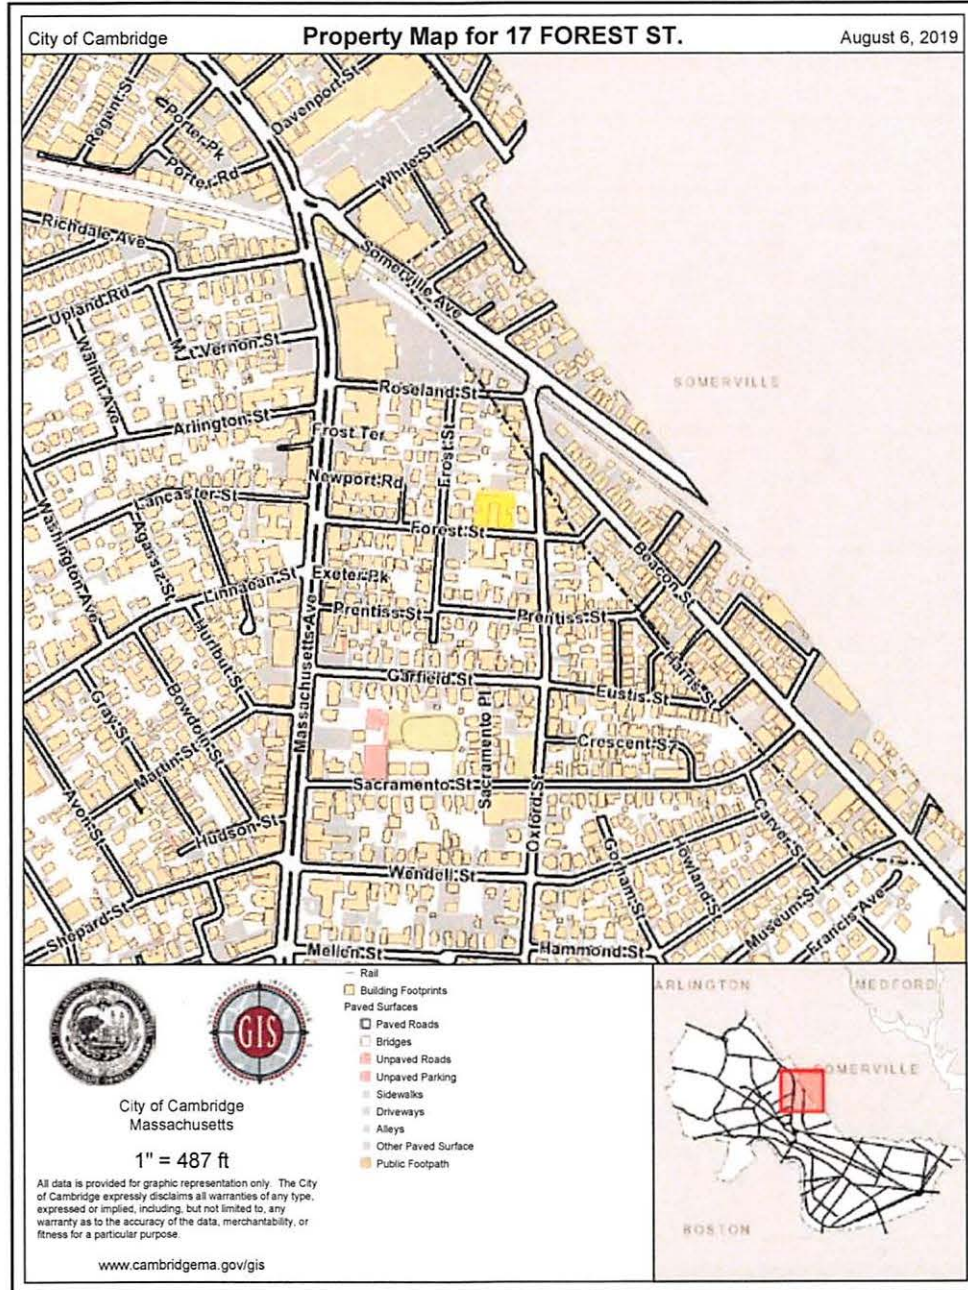 City of Cambridge
Property Map for 17 FOREST ST.
August 6, 2019
Regent St
Porter Pk
Porter Rd
Davenport St
White St
Richdale Ave
Somerville Ave
Upland Rd
Walnut Ave
Mt Vernon St
Roseland St
SOMERVILLE
Arlington St
Frost Ter
Frost St
Newport Rd
Lancaster St
Forest St
Washington Ave
Agassiz St
Beacon St
Linnaean St
Exeter Pk
Massachusetts Ave
Prentiss St
Prentiss St
Hurlbut St
Harris St
Garfield St
Eustis St
Grays St
Bowdoin St
Sacramento Pl
Crescent St
Martin St
Sacramento St
Avon St
Oxford St
Carver St
Hudson St
Gorham St
Howland St
Wendell St
Shepard St
Museum St
Francis Ave
Mellen St
Hammond St
GIS
City of Cambridge
Massachusetts
1" = 487 ft
All data is provided for graphic representation only. The City
of Cambridge expressly disclaims all warranties of any type,
expressed or implied, including, but not limited to, any
warranty as to the accuracy of the data, merchantability, or
fitness for a particular purpose.
www.cambridgema.gov/gis
Rail
Building Footprints
Paved Surfaces
Paved Roads
Bridges
Unpaved Roads
Unpaved Parking
Sidewalks
Driveways
Alleys
Other Paved Surface
Public Footpath
ARLINGTON
MEDFORD
SOMERVILLE
BOSTON